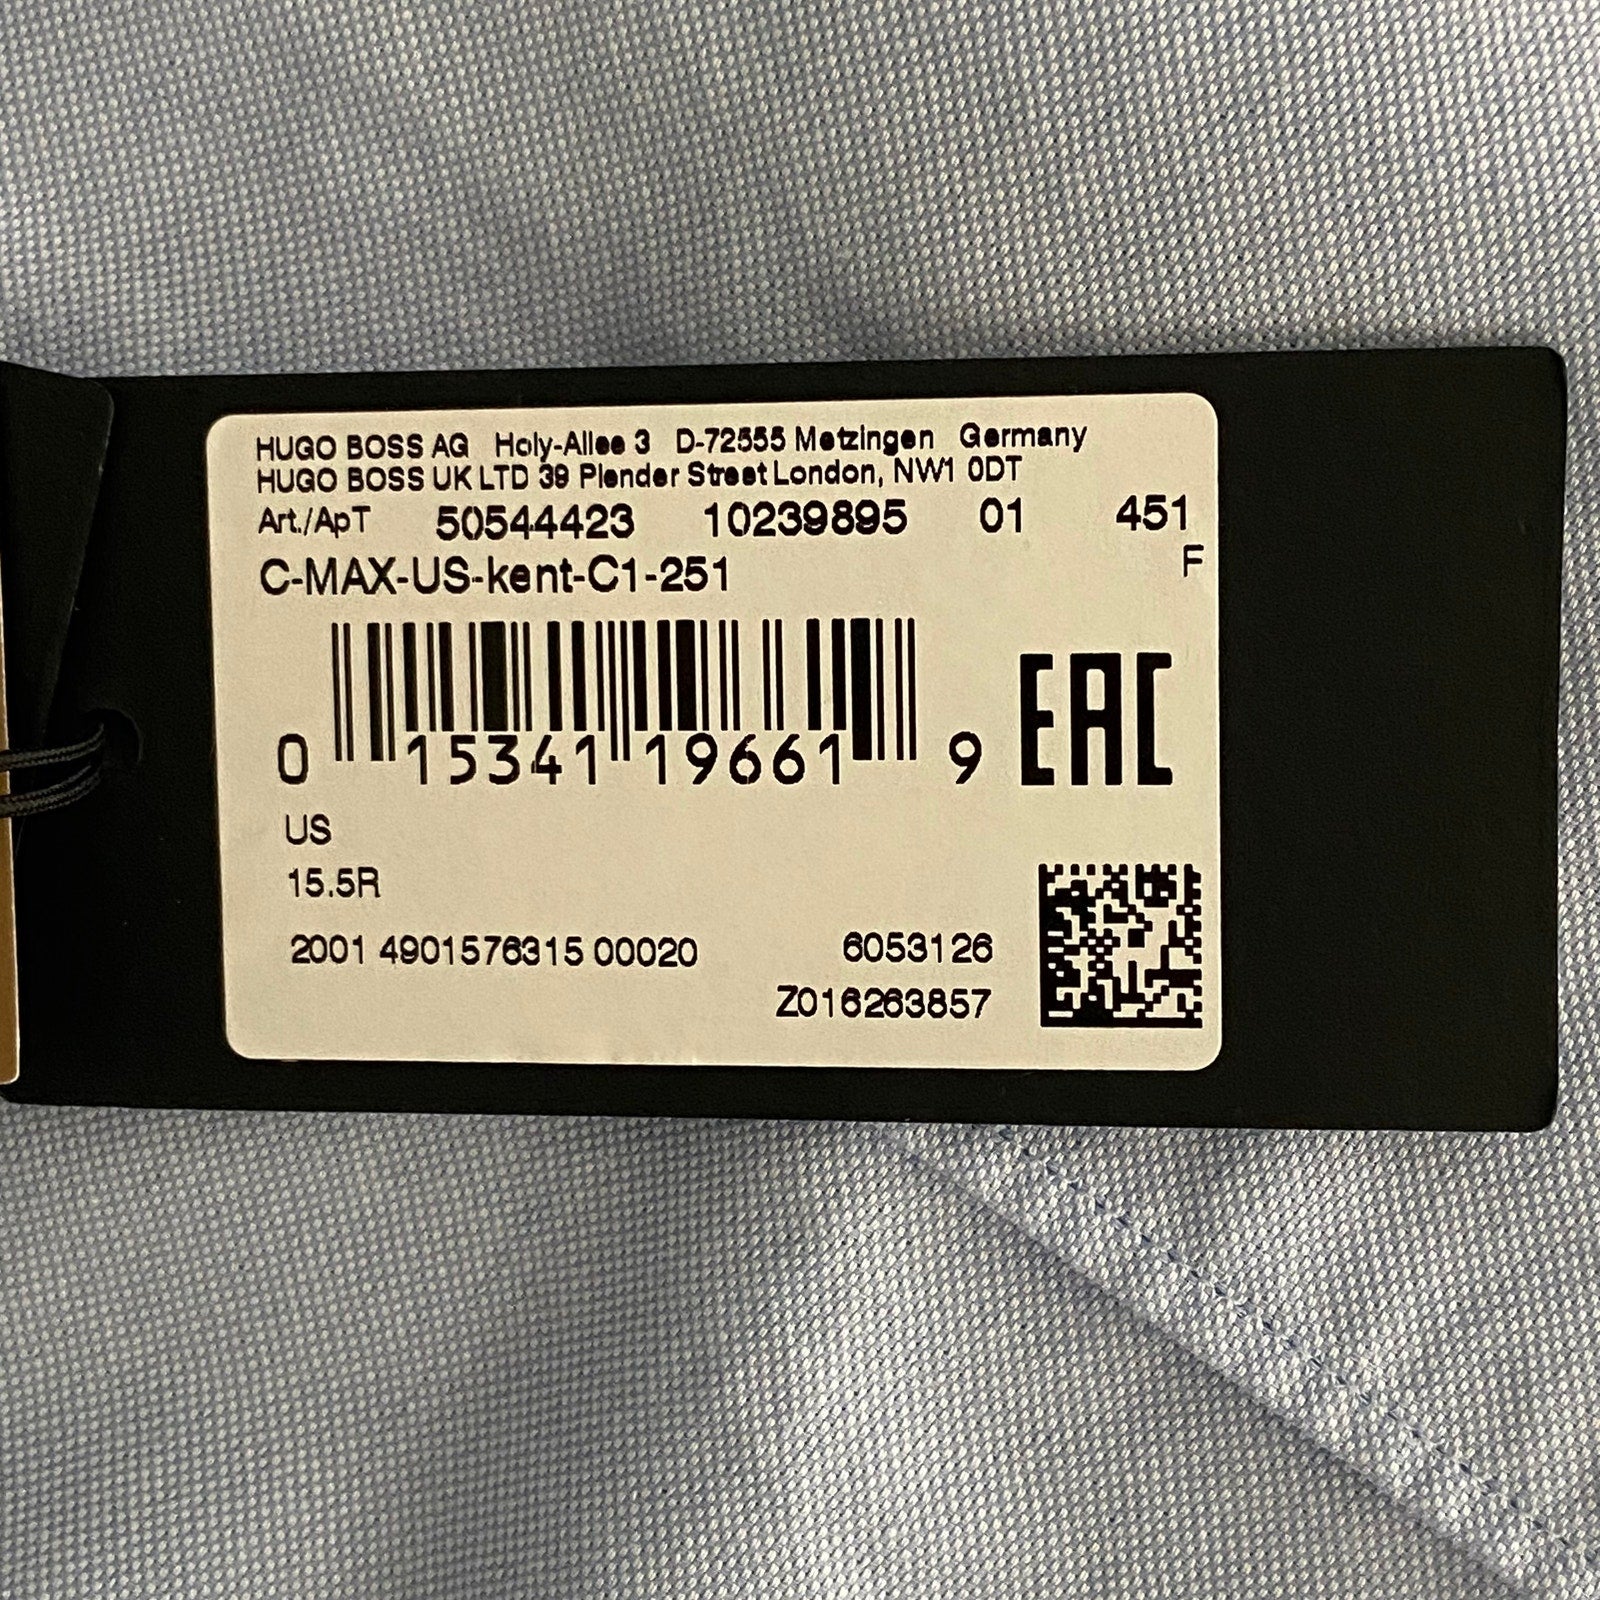 HUGO BOSS AG Holy-Allee 3 D-72555 Metzingen Germany
HUGO BOSS UK LTD 39 Plender Street London, NW1 0DT
Art./ApT 50544423 10239895 01 451
C-MAX-US-kent-C1-251 F
0 15341 19661 9 EAC
US
15.5R
2001 4901576315 00020 6053126
Z016263857